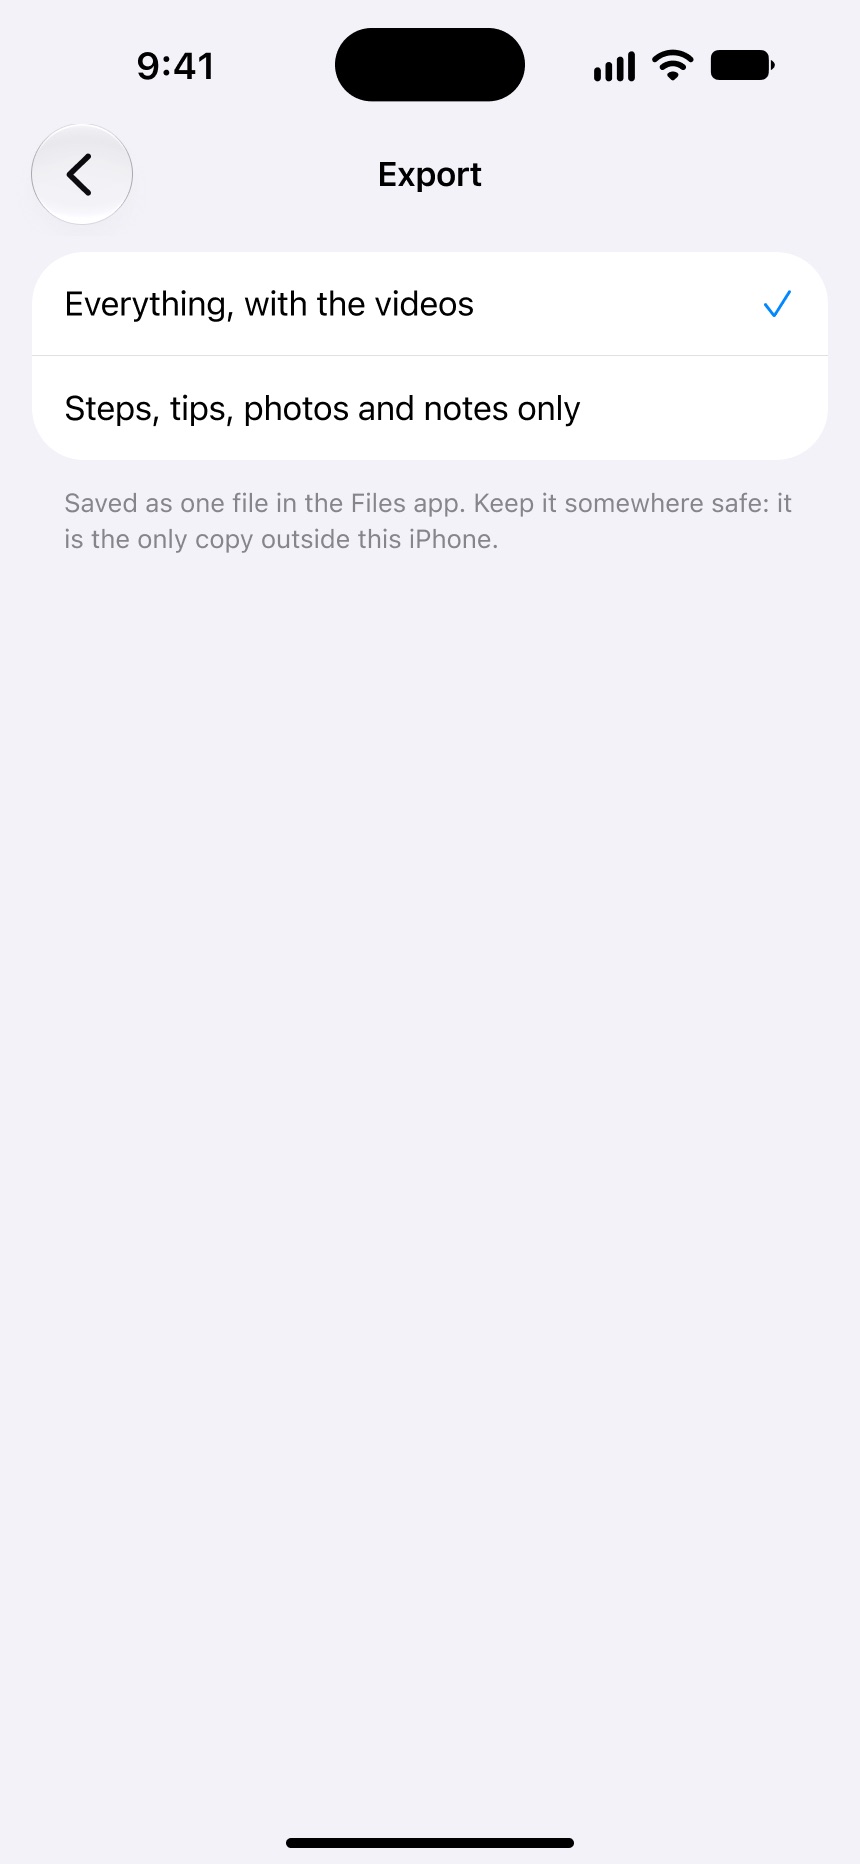 9:41
Export
Everything, with the videos
Steps, tips, photos and notes only
Saved as one file in the Files app. Keep it somewhere safe: it
is the only copy outside this iPhone.